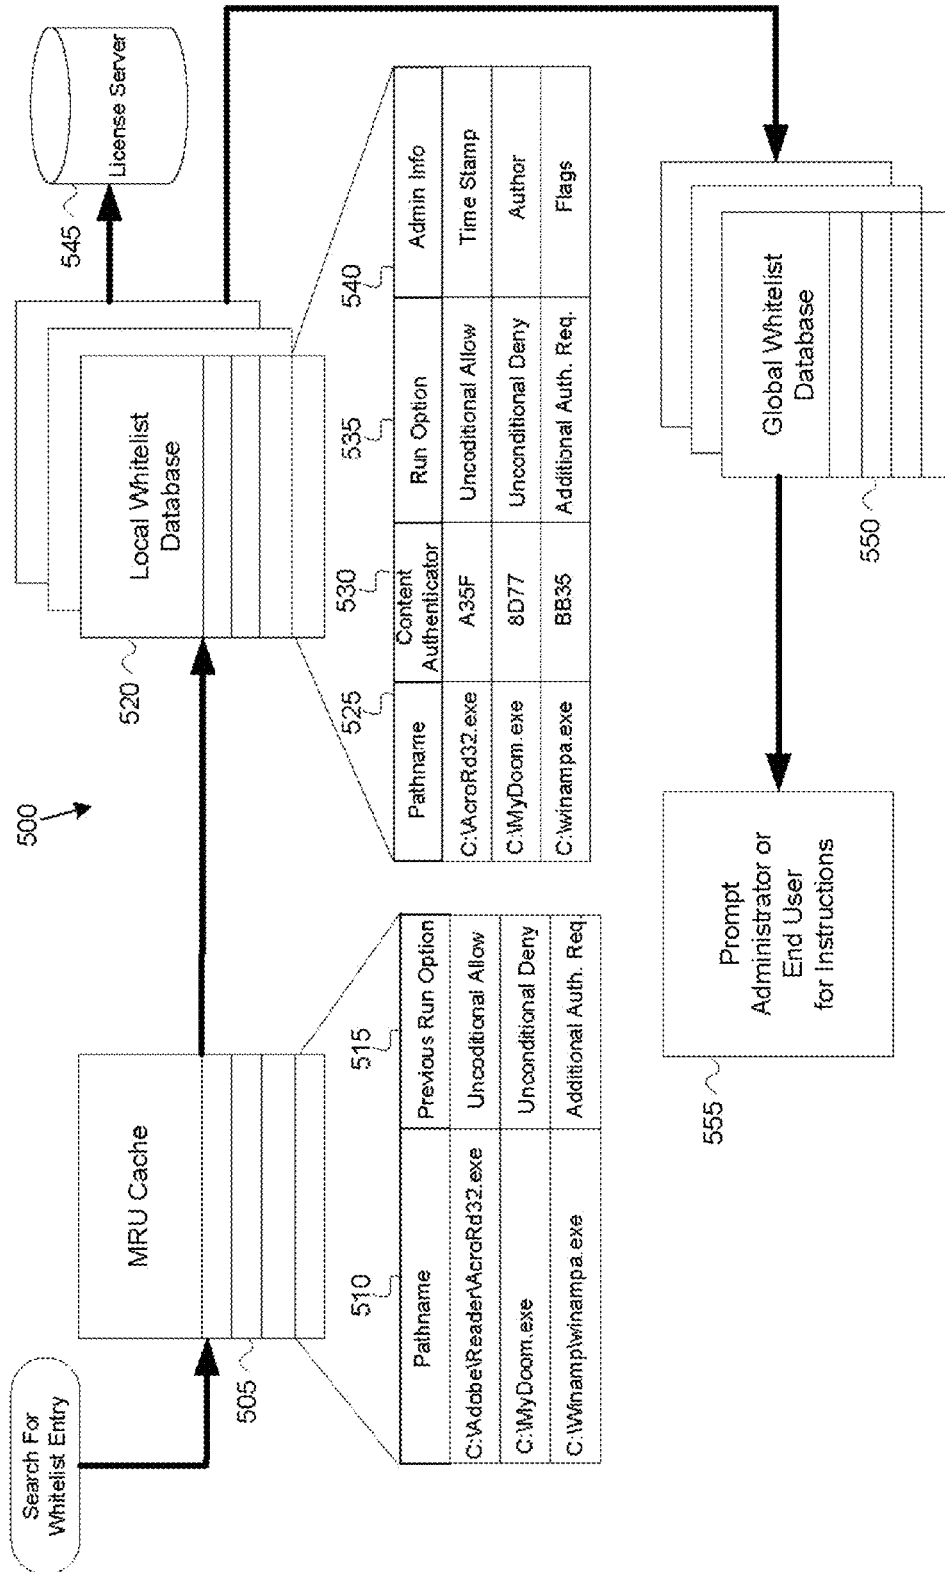 500
Search For
Whitelist Entry
MRU Cache
505
510
515
Pathname
Previous Run Option
C:\Adobe\Reader\AcroRd32.exe
Uncoditional Allow
C:\MyDoom.exe
Unconditional Deny
C:\Winamp\winampa.exe
Additional Auth. Req.
Local Whitelist
Database
520
525
530
535
540
Pathname
Content
Authenticator
Run Option
Admin Info
C:\AcroRd32.exe
A35F
Uncoditional Allow
Time Stamp
C:\MyDoom.exe
8D77
Unconditional Deny
Author
C:\winampa.exe
BB35
Additional Auth. Req.
Flags
545
License Server
Global Whitelist
Database
550
Prompt
Administrator or
End User
for Instructions
555